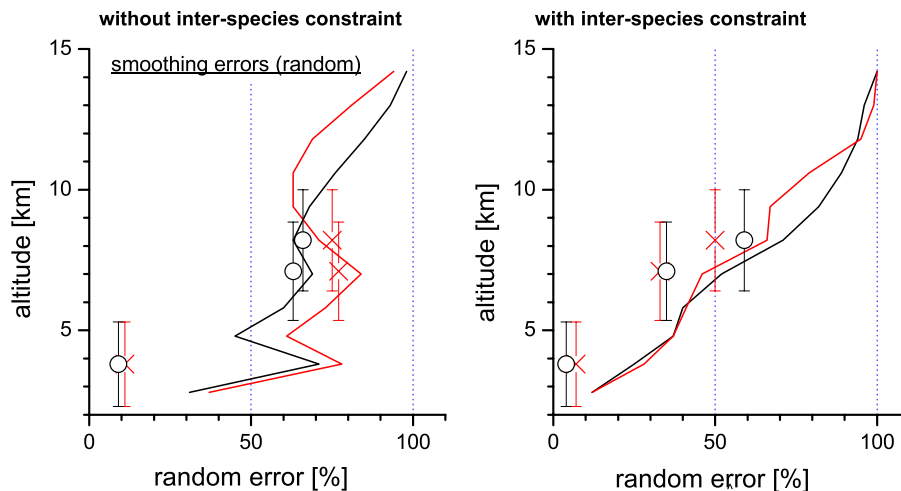 without inter-species constraint
with inter-species constraint
smoothing errors (random)
15
10
5
0
50
100
altitude [km]
random error [%]
15
10
5
0
50
100
altitude [km]
random error [%]